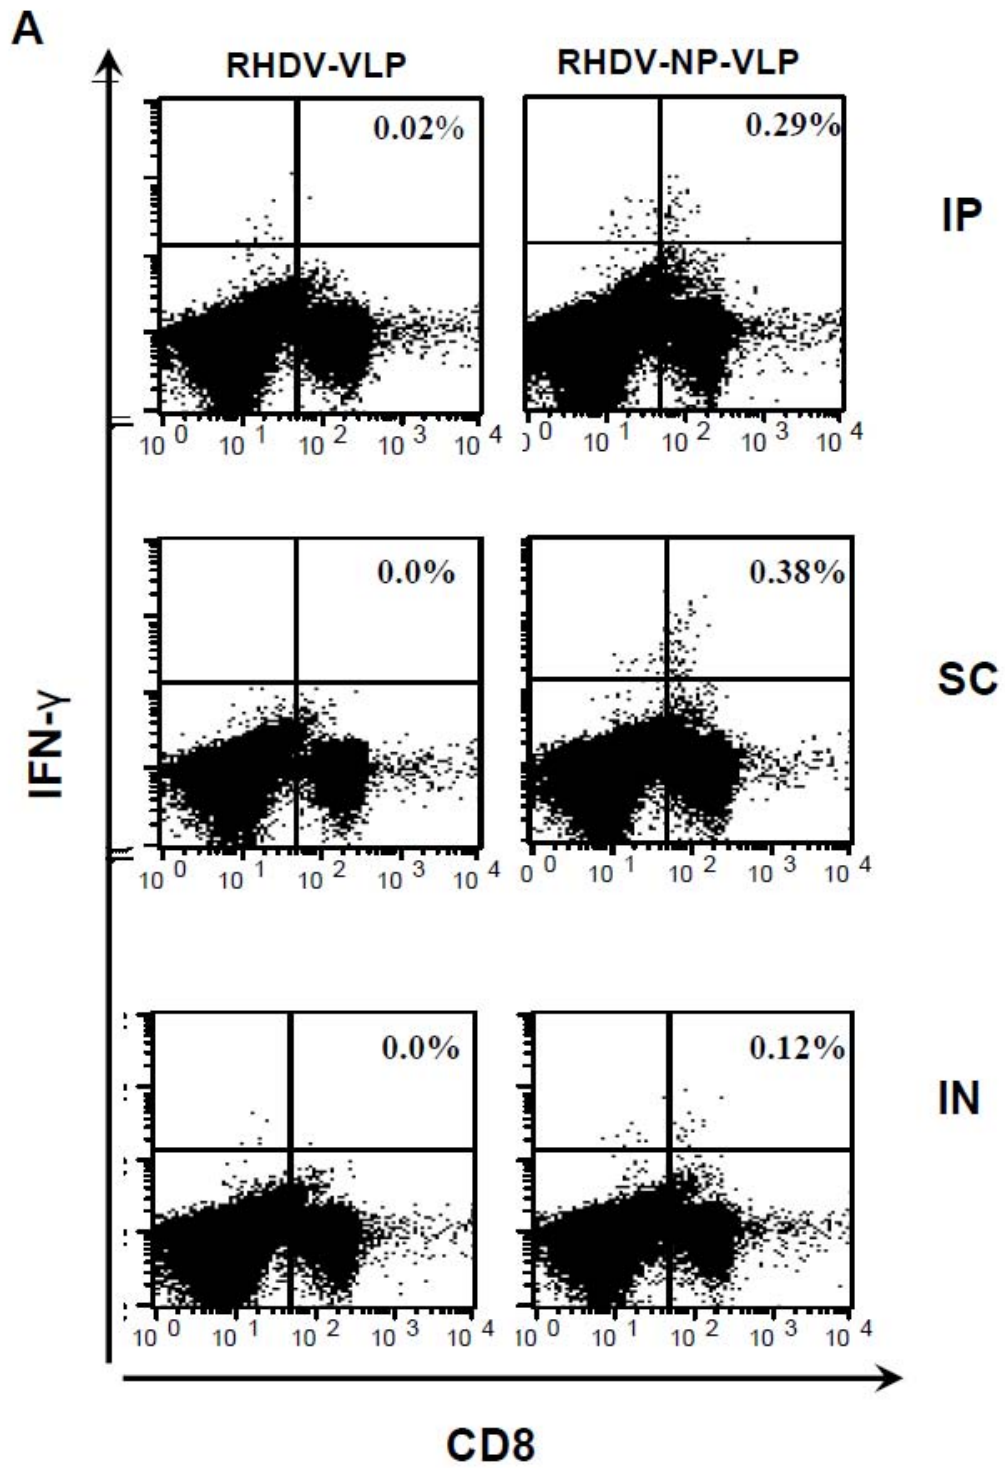 A
RHDV-VLP RHDV-NP-VLP
0.02% 0.29%
IP
10 0 10 1 10 2 10 3 10 4 0 0 10 1 10 2 10 3 10 4
0.0% 0.38%
SC
IFN-γ
10 0 10 1 10 2 10 3 10 4 0 0 10 1 10 2 10 3 10 4
0.0% 0.12%
IN
10 0 10 1 10 2 10 3 10 4 10 0 10 1 10 2 10 3 10 4
CD8